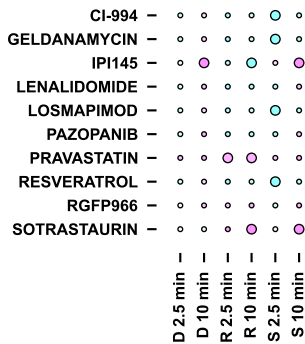 CI-994 –
GELDANAMYCIN –
IPI145 –
LENALIDOMIDE –
LOSMAPIMOD –
PAZOPANIB –
PRAVASTATIN –
RESVERATROL –
RGFP966 –
SOTRASTAURIN –
D 2.5 min –
D 10 min –
R 2.5 min –
R 10 min –
S 2.5 min –
S 10 min –